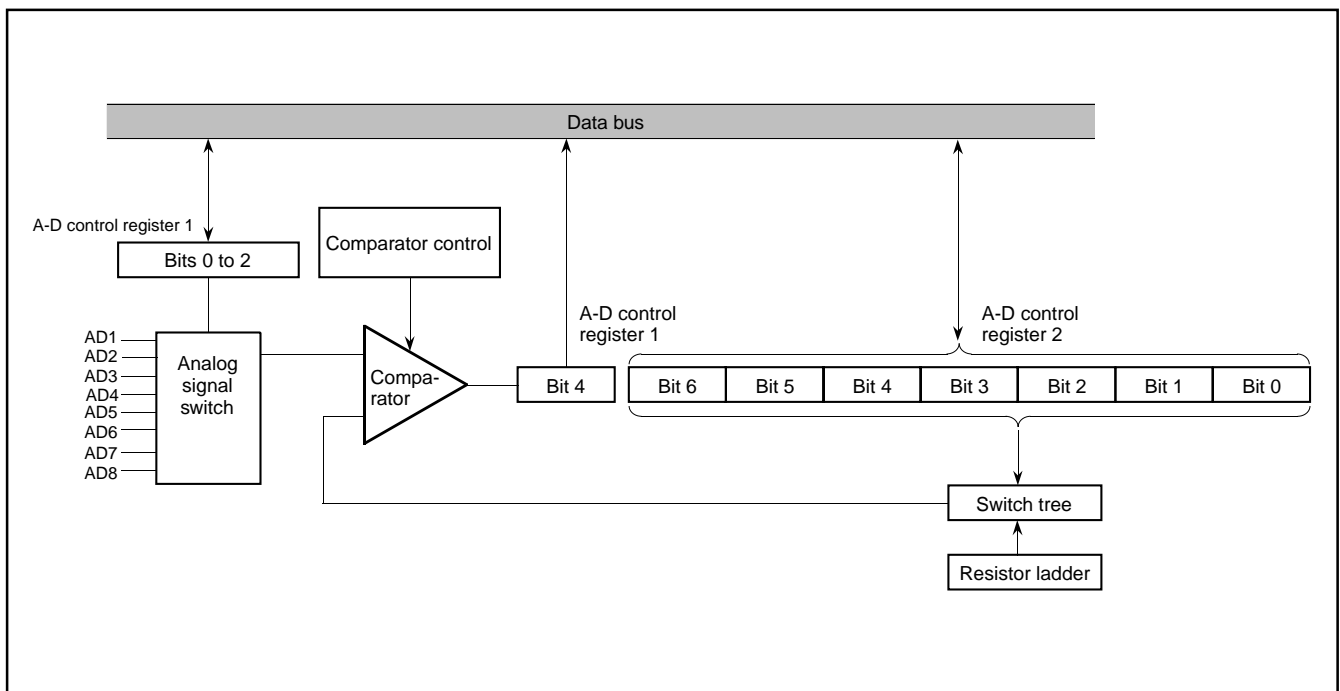 Data bus
A-D control register 1
Bits 0 to 2
Comparator control
A-D control
register 1
A-D control
register 2
AD1
AD2
AD3
AD4
AD5
AD6
AD7
AD8
Analog
signal
switch
Compa-
rator
Bit 4
Bit 6
Bit 5
Bit 4
Bit 3
Bit 2
Bit 1
Bit 0
Switch tree
Resistor ladder